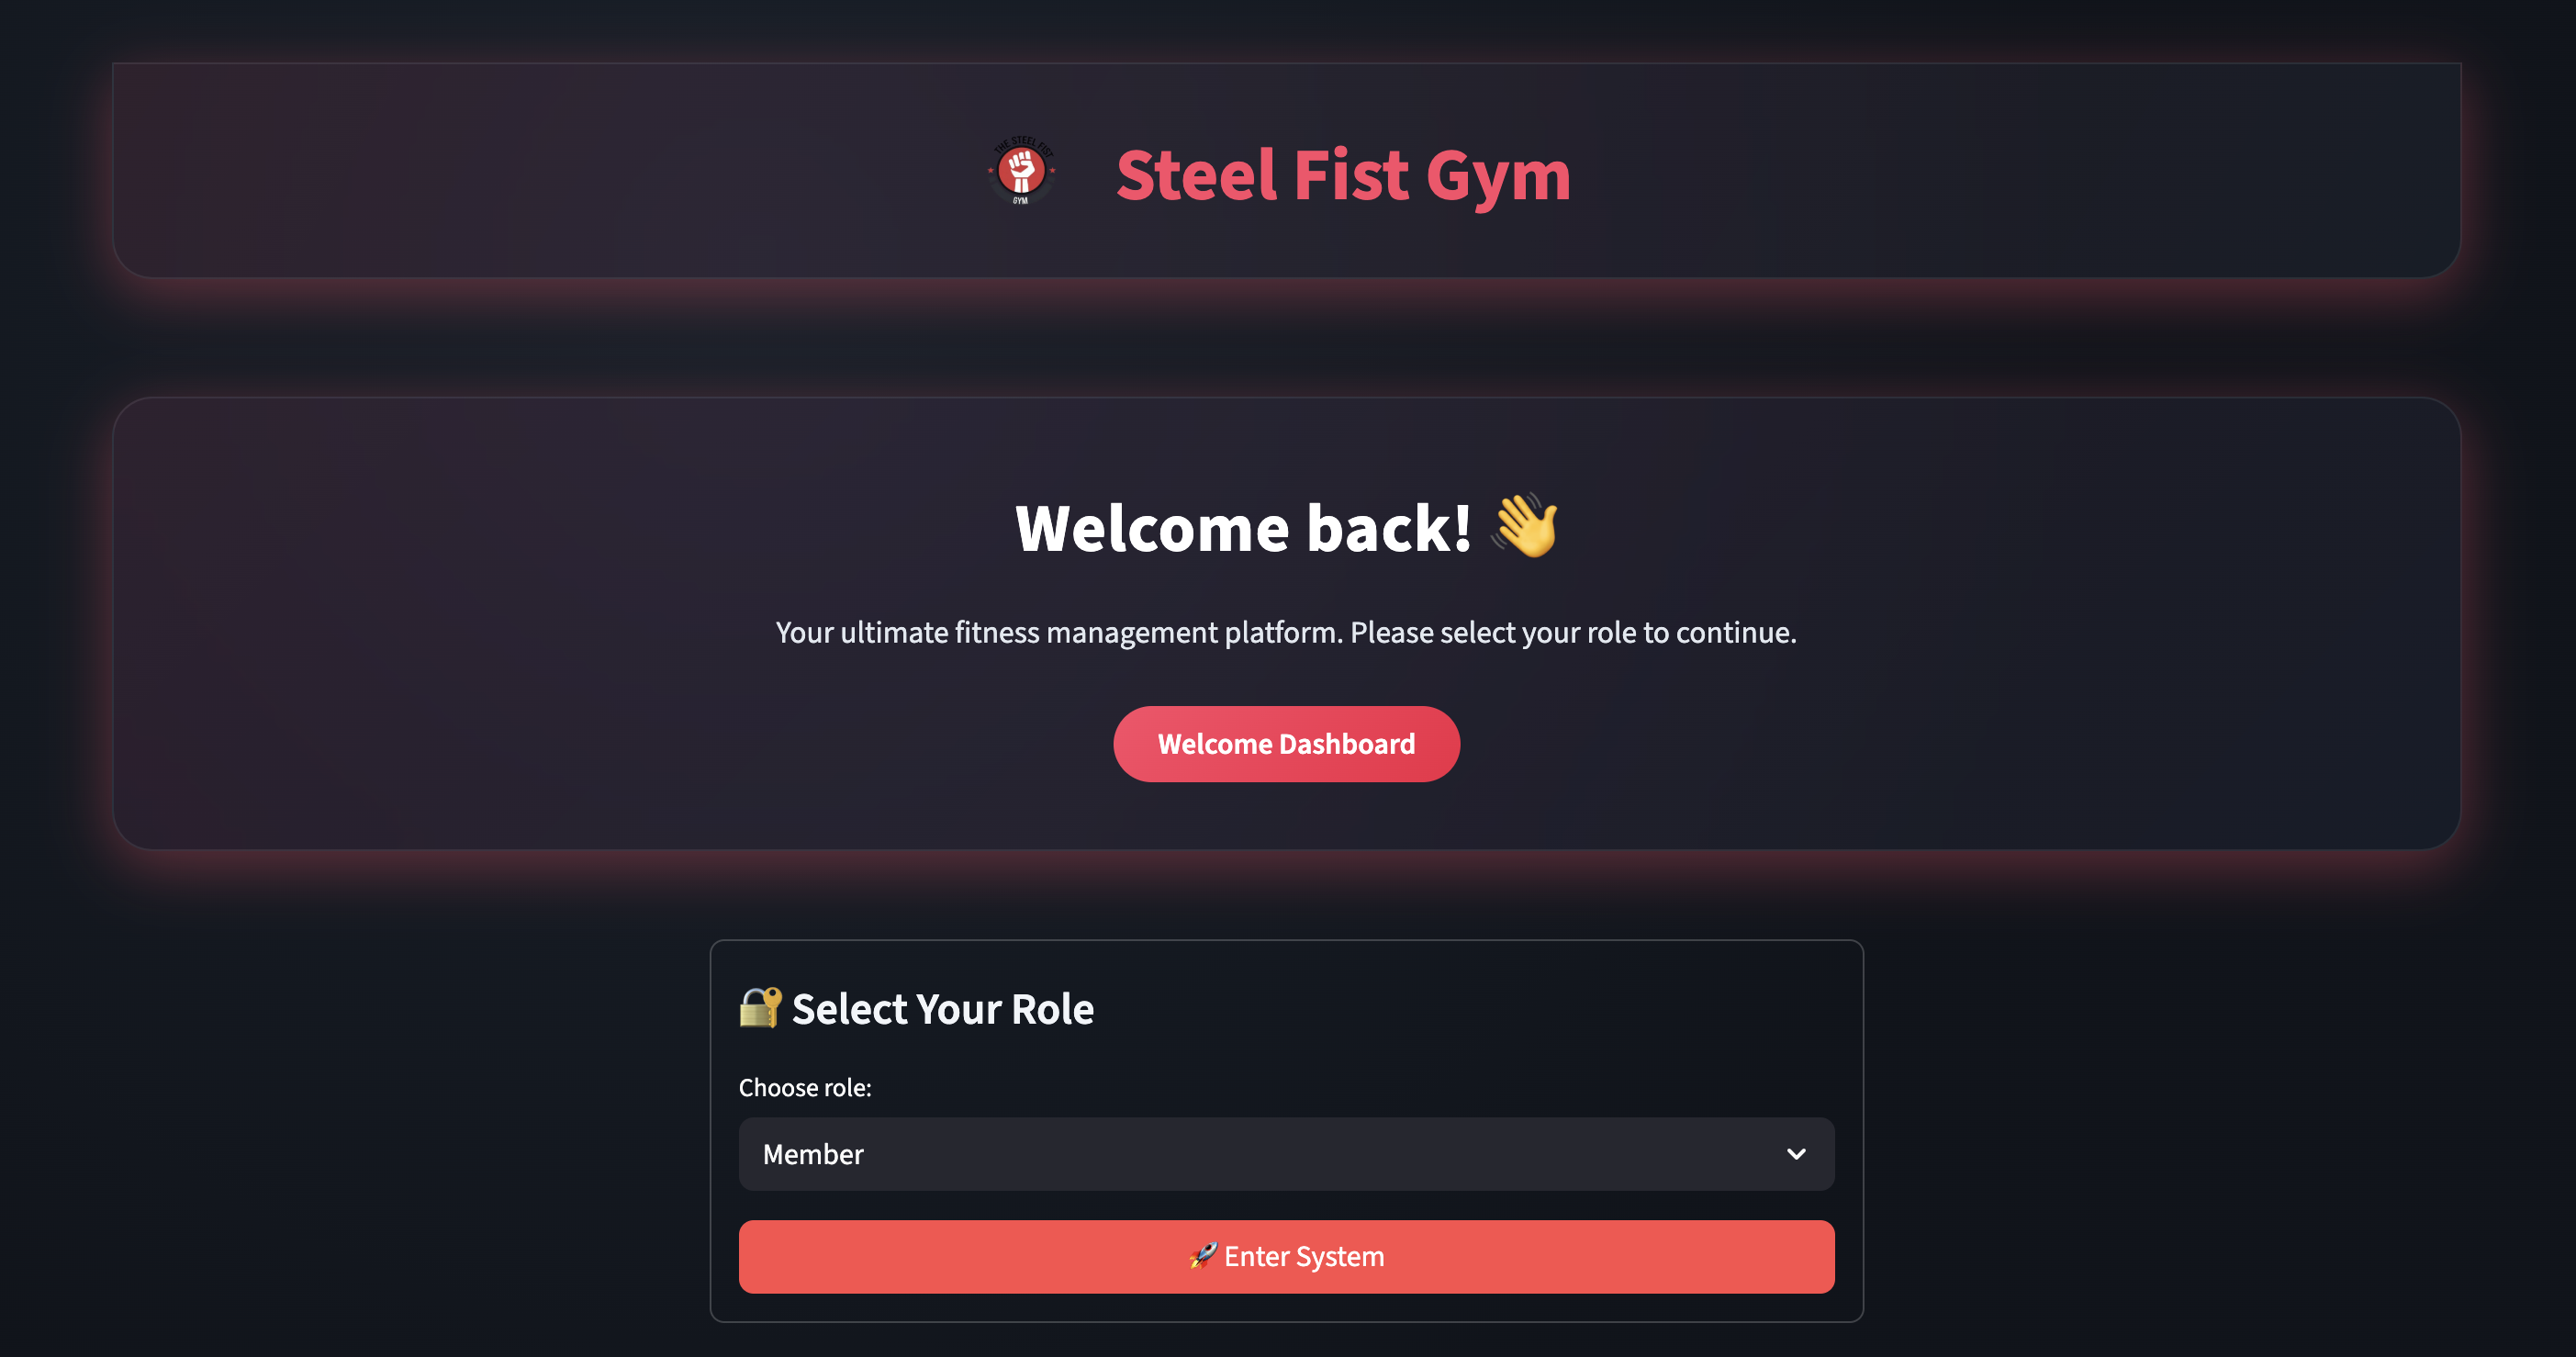 THE STEEL FIST
GYM
Steel Fist Gym
Welcome back! 👋
Your ultimate fitness management platform. Please select your role to continue.
Welcome Dashboard
🔐 Select Your Role
Choose role:
Member
🚀 Enter System